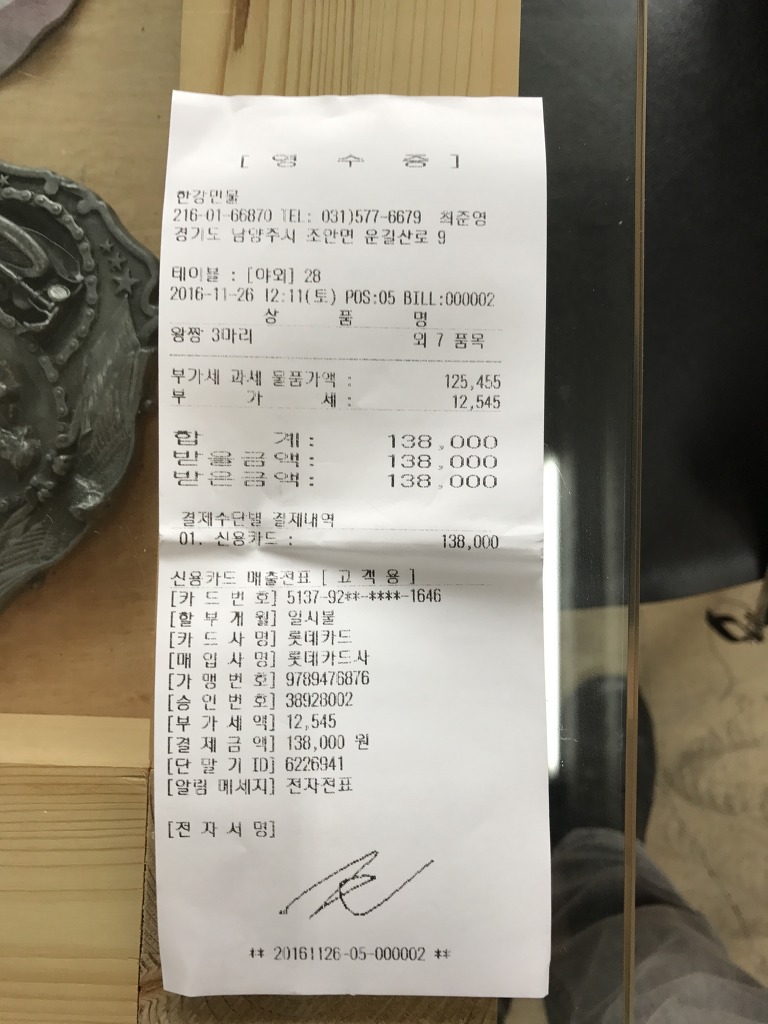 [ 영 수 증 ]
한강민물
216-01-66870 TEL: 031)577-6679 최준영
경기도 남양주시 조안면 운길산로 9
테이블 : [야외] 28
2016-11-26 12:11(토) POS:05 BILL:000002
상 품 명
왕짱 3마리 외 7 품목
부가세 과세 물품가액 : 125,455
부 가 세 : 12,545
합 계 : 138,000
받을금액 : 138,000
받은금액 : 138,000
결제수단별 결재내역
01. 신용카드 : 138,000
신용카드 매출전표 [ 고 객 용 ]
[카 드 번 호] 5137-92**-****-1646
[할 부 개 월] 일시불
[카 드 사 명] 롯데카드
[매 입 사 명] 롯데카드사
[가 맹 번 호] 9789476876
[승 인 번 호] 38928002
[부 가 세 액] 12,545
[결 제 금 액] 138,000 원
[단 말 기 ID] 6226941
[알림 메세지] 전자전표
[전 자 서 명]
** 20161126-05-000002 **